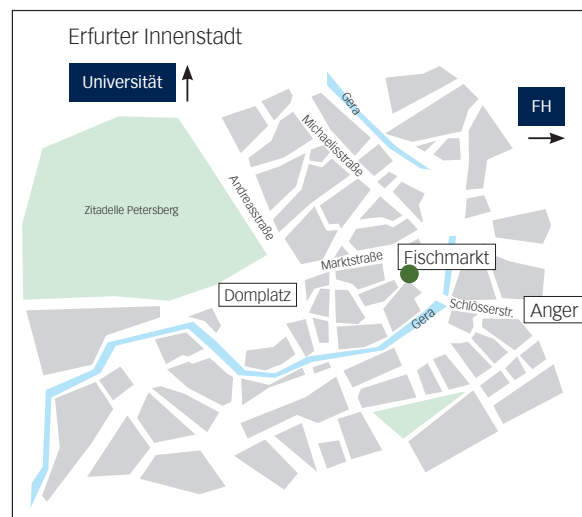 Erfurter Innenstadt
Universität
FH
Gera
Michaelisstraße
Andreasstraße
Zitadelle Petersberg
Marktstraße
Fischmarkt
Domplatz
Schlösserstr.
Anger
Gera